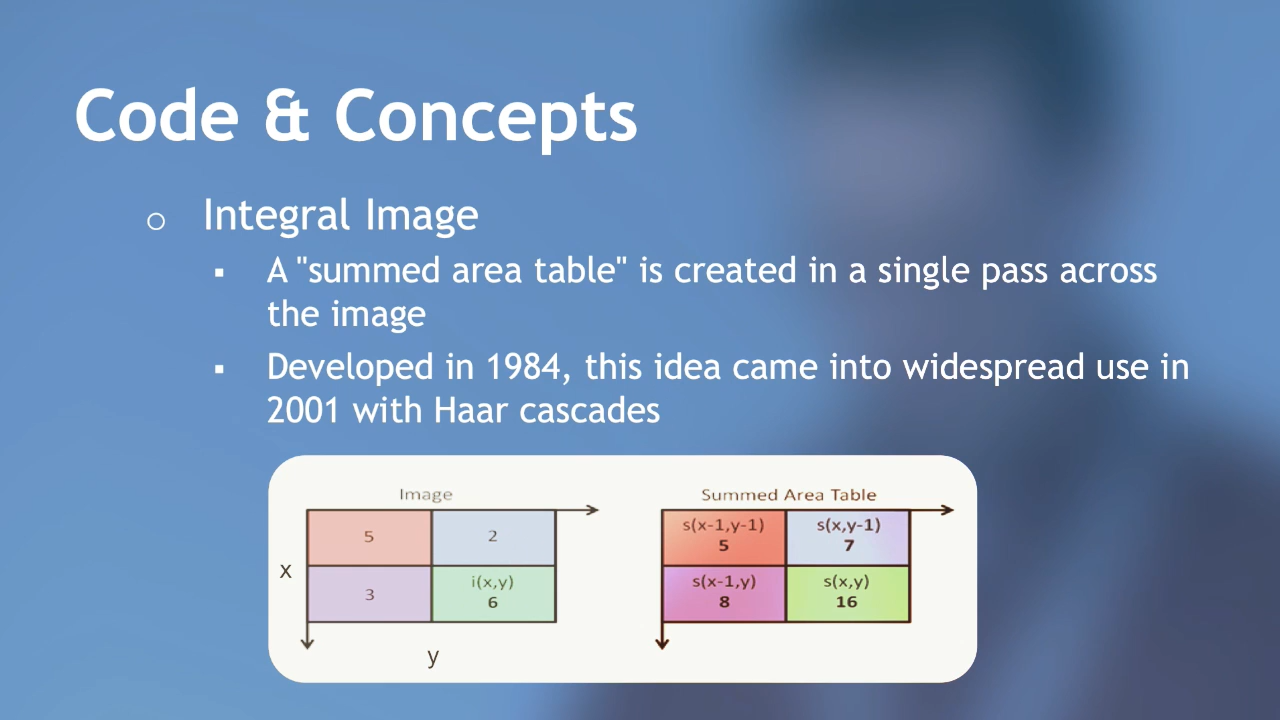 Code & Concepts
Integral Image
A "summed area table" is created in a single pass across
the image
Developed in 1984, this idea came into widespread use in
2001 with Haar cascades
Image
5
2
3
i(x,y)
6
x
y
Summed Area Table
s(x-1,y-1)
5
s(x,y-1)
7
s(x-1,y)
8
s(x,y)
16